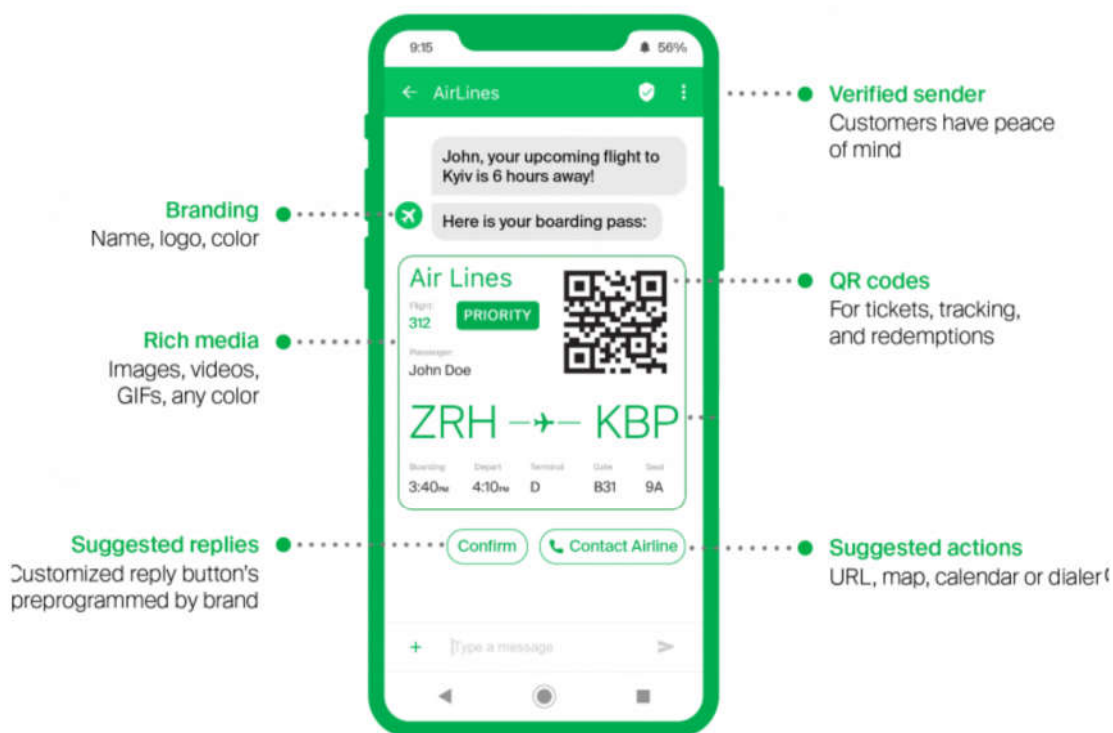 9:15
56%
AirLines
John, your upcoming flight to
Kyiv is 6 hours away!
Here is your boarding pass:
Air Lines
Flight:
312
PRIORITY
Passenger:
John Doe
ZRH
KBP
Boarding
Depart
Terminal
Gate
Seat
3:40PM
4:10PM
D
B31
9A
Confirm
Contact Airline
Type a message
Branding
Name, logo, color
Rich media
Images, videos,
GIFs, any color
Suggested replies
Customized reply button's
preprogrammed by brand
Verified sender
Customers have peace
of mind
QR codes
For tickets, tracking,
and redemptions
Suggested actions
URL, map, calendar or dialer